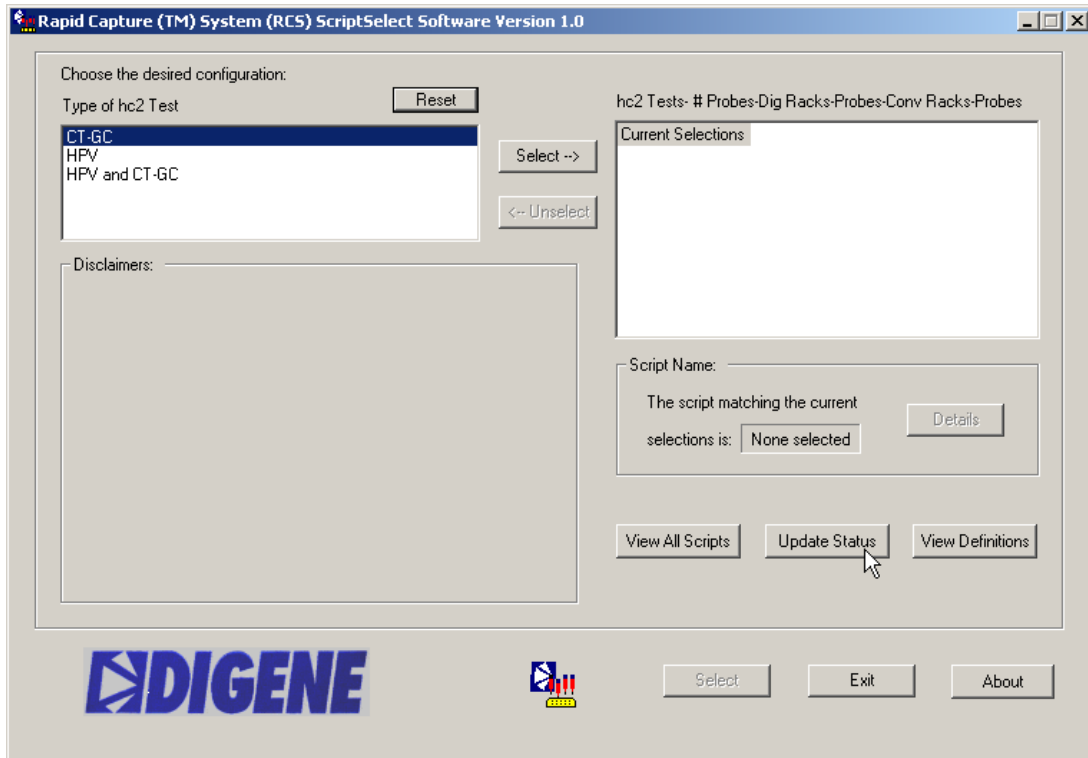 Rapid Capture (TM) System (RCS) ScriptSelect Software Version 1.0
Choose the desired configuration:
Type of hc2 Test
Reset
CT-GC
HPV
HPV and CT-GC
Select -->
<-- Unselect
hc2 Tests- # Probes-Dig Racks-Probes-Conv Racks-Probes
Current Selections
Disclaimers:
Script Name:
The script matching the current
selections is: None selected
Details
View All Scripts
Update Status
View Definitions
DIGENE
Select
Exit
About